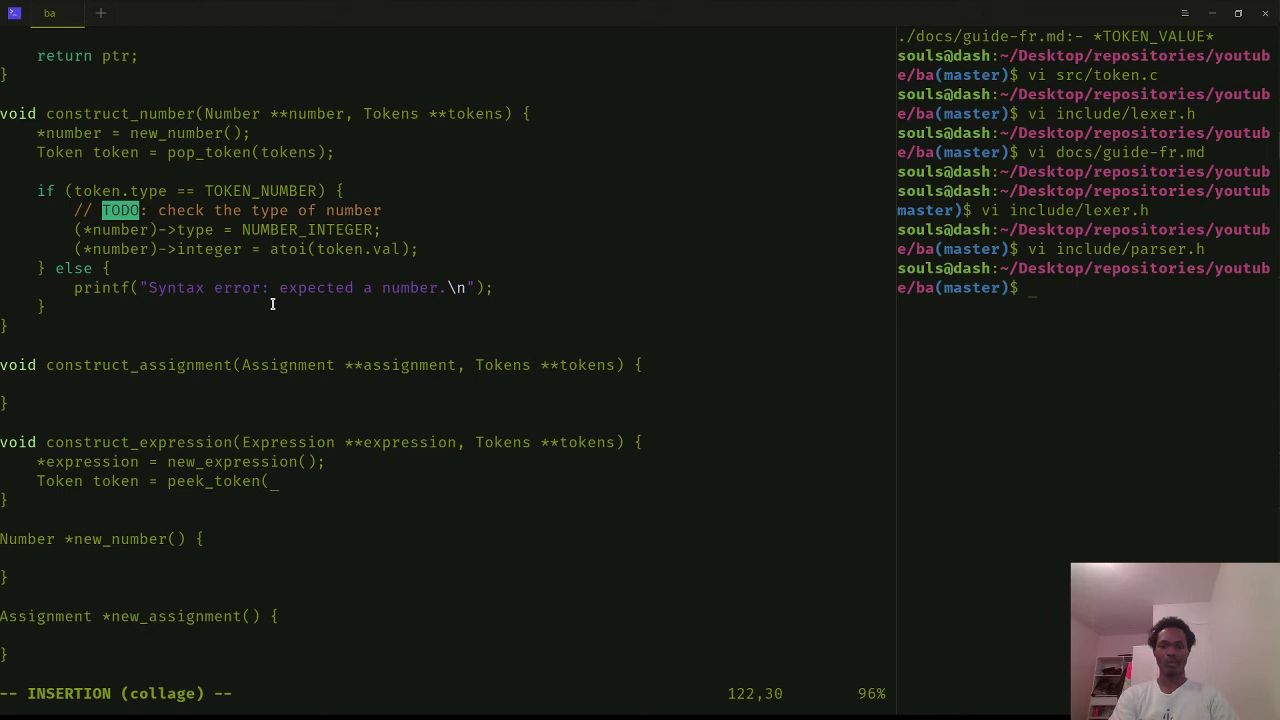 ba
return ptr;
}
void construct_number(Number **number, Tokens **tokens) {
*number = new_number();
Token token = pop_token(tokens);
if (token.type == TOKEN_NUMBER) {
// TODO: check the type of number
(*number)->type = NUMBER_INTEGER;
(*number)->integer = atoi(token.val);
} else {
printf("Syntax error: expected a number.\n");
}
}
void construct_assignment(Assignment **assignment, Tokens **tokens) {
}
void construct_expression(Expression **expression, Tokens **tokens) {
*expression = new_expression();
Token token = peek_token(_
}
Number *new_number() {
}
Assignment *new_assignment() {
}
-- INSERTION (collage) -- 122,30 96%
./docs/guide-fr.md:- *TOKEN_VALUE*
souls@dash:~/Desktop/repositories/youtub
e/ba(master)$ vi src/token.c
souls@dash:~/Desktop/repositories/youtub
e/ba(master)$ vi include/lexer.h
souls@dash:~/Desktop/repositories/youtub
e/ba(master)$ vi docs/guide-fr.md
souls@dash:~/Desktop/repositories/youtub
souls@dash:~/Desktop/repositories/youtub
master)$ vi include/lexer.h
souls@dash:~/Desktop/repositories/youtub
e/ba(master)$ vi include/parser.h
souls@dash:~/Desktop/repositories/youtub
e/ba(master)$ _